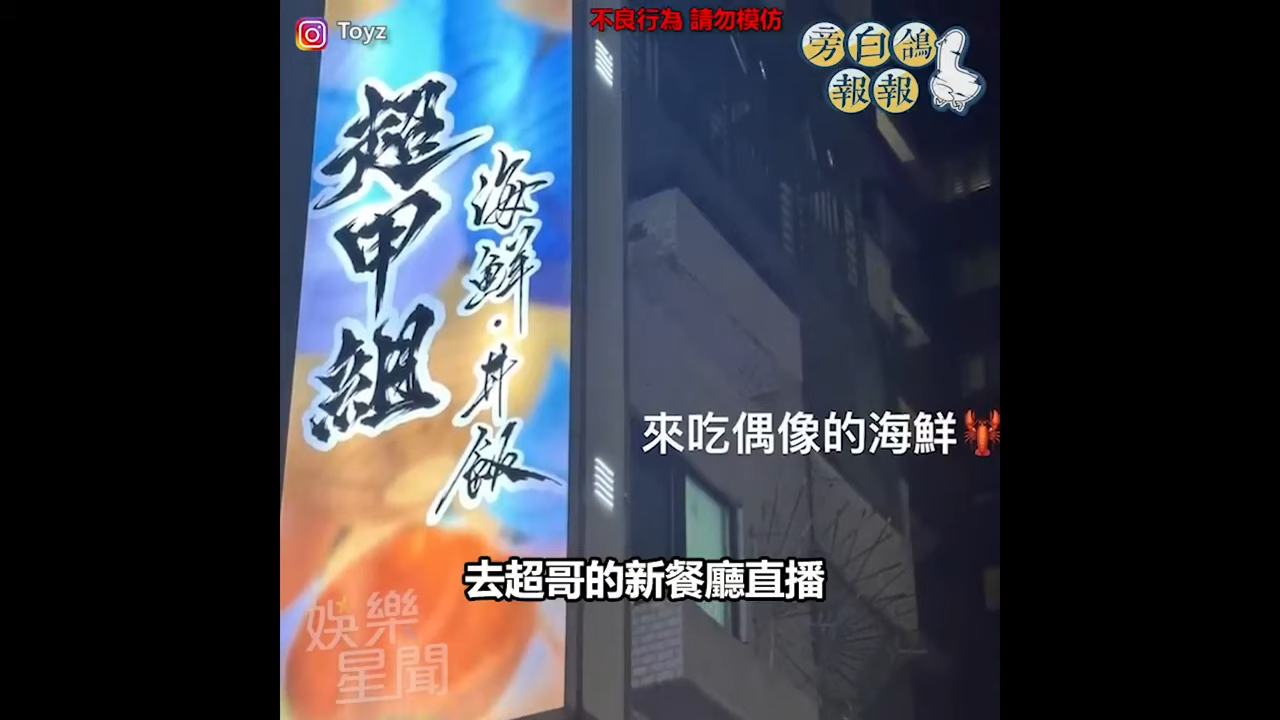 Toyz
不良行為 請勿模仿
旁白鴿
報報
超甲組
海鮮·丼飯
來吃偶像的海鮮
去超哥的新餐廳直播
娛樂
星聞